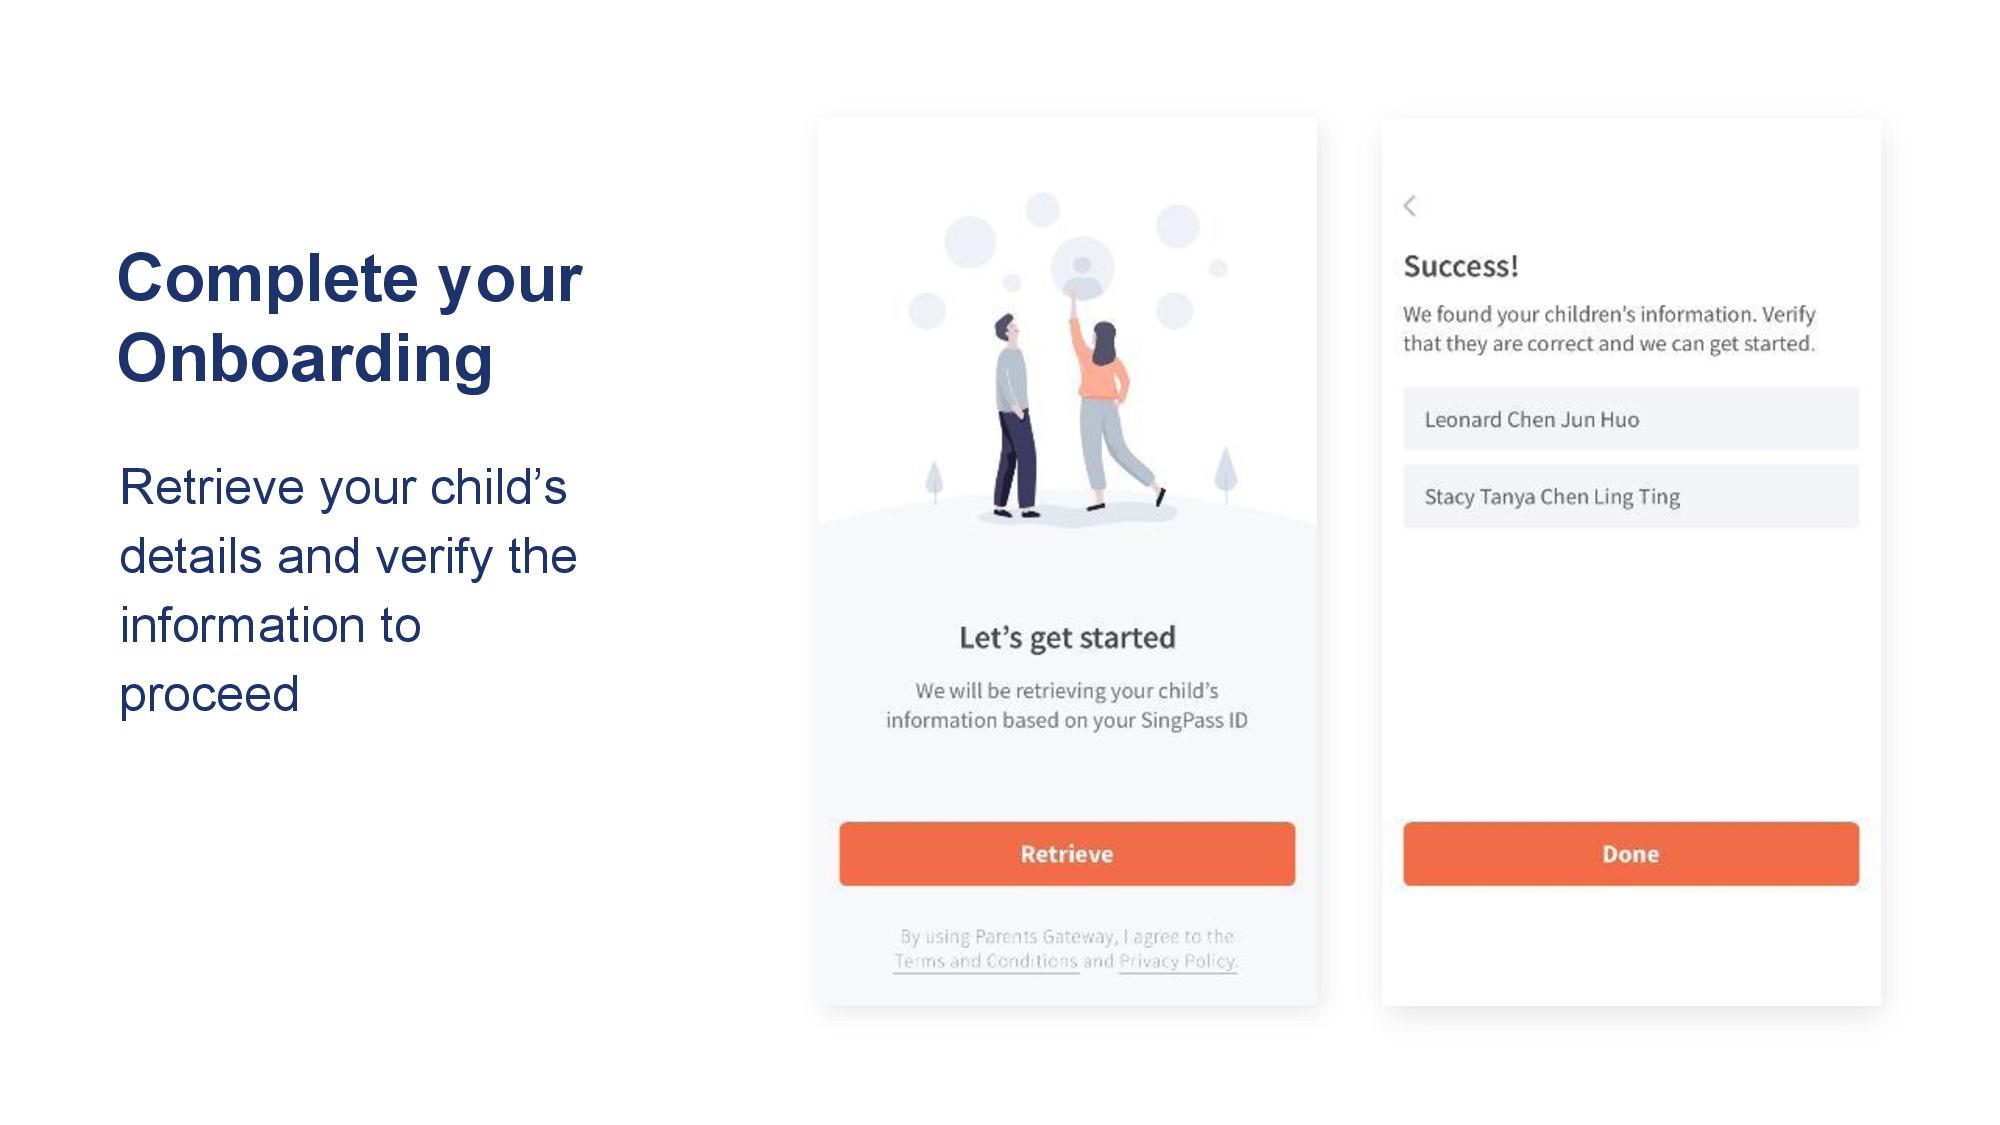 Complete your
Onboarding
Retrieve your child’s
details and verify the
information to
proceed
Let’s get started
We will be retrieving your child’s
information based on your SingPass ID
Retrieve
By using Parents Gateway, I agree to the
Terms and Conditions and Privacy Policy.
Success!
We found your children’s information. Verify
that they are correct and we can get started.
Leonard Chen Jun Huo
Stacy Tanya Chen Ling Ting
Done